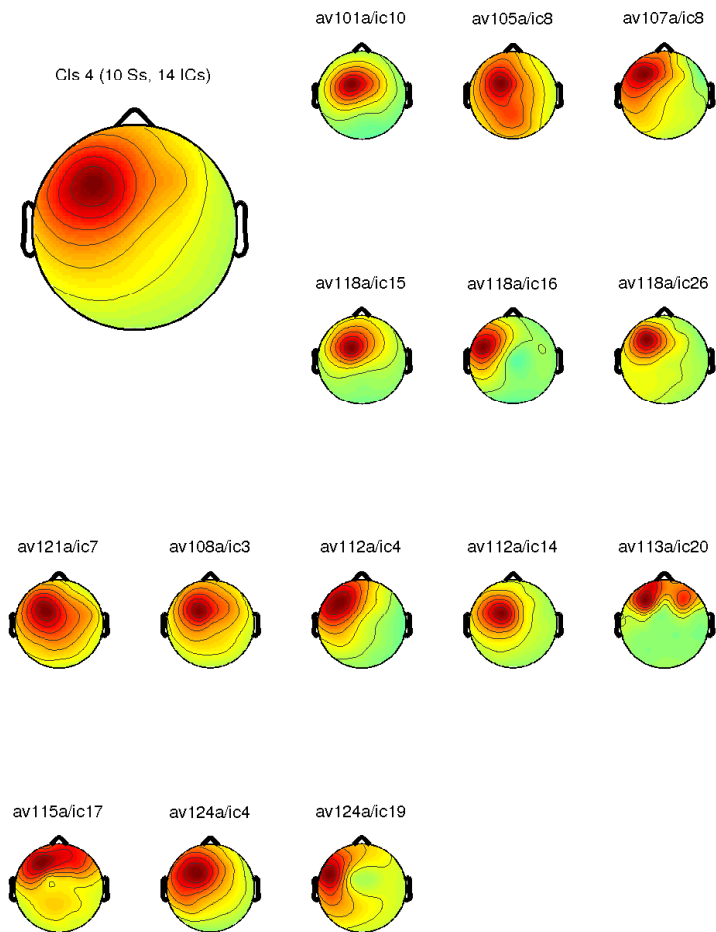 av101a/ic10 av105a/ic8 av107a/ic8
Cls 4 (10 Ss, 14 ICs)
av118a/ic15 av118a/ic16 av118a/ic26
av121a/ic7 av108a/ic3 av112a/ic4 av112a/ic14 av113a/ic20
av115a/ic17 av124a/ic4 av124a/ic19